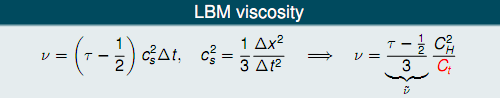 LBM viscosity
ν = (τ − 1/2) c_s^2 Δt,   c_s^2 = 1/3 Δx^2/Δt^2   ⟹   ν = (τ − 1/2)/3 C_H^2/C_t
ν̃